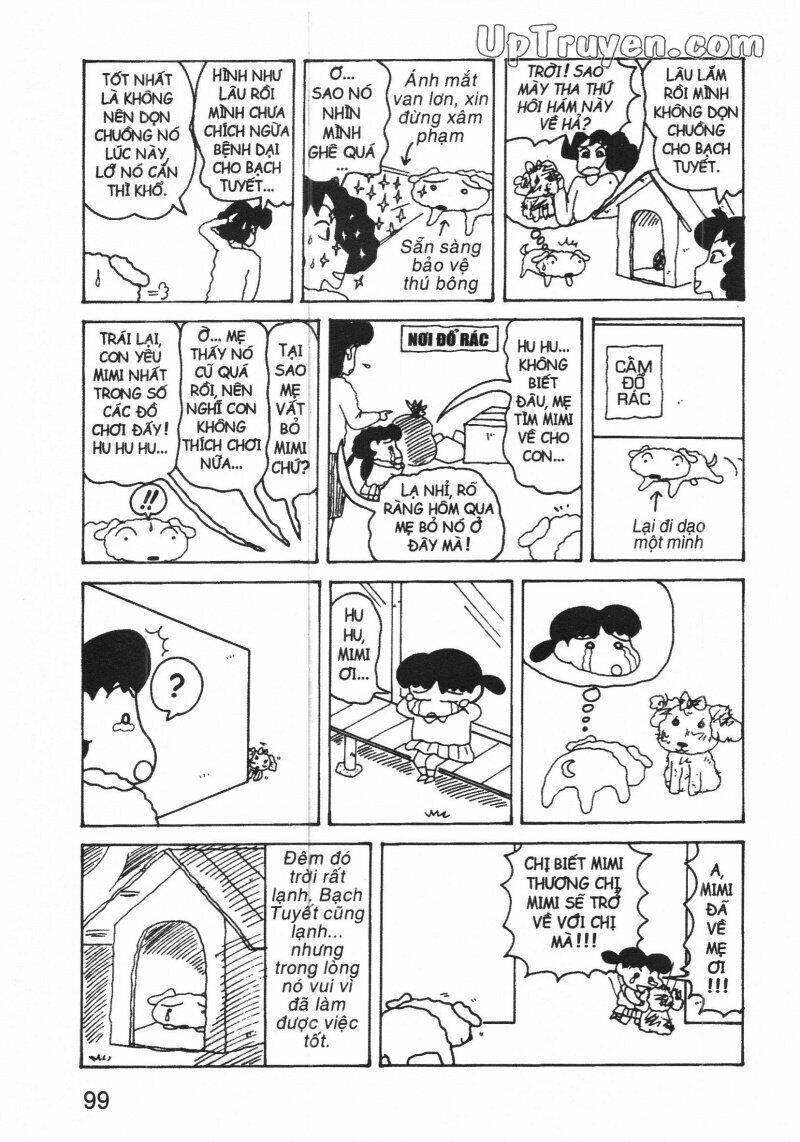 UpTruyen.com
LÂU LẮM
RỒI MÌNH
KHÔNG DỌN
CHUỒNG
CHO BẠCH
TUYẾT.
TRỜI! SAO
MÀY THA THỨ
HÔI HÁM NÀY
VỀ HẢ?
Ánh mắt
van lơn, xin
đừng xâm
phạm
Ơ...
SAO NÓ
NHÌN
MÌNH
GHÊ QUÁ
...
Sẵn sàng
bảo vệ
thú bông
HÌNH NHƯ
LÂU RỒI
MÌNH CHƯA
CHÍCH NGỪA
BỆNH DẠI
CHO BẠCH
TUYẾT...
TỐT NHẤT
LÀ KHÔNG
NÊN DỌN
CHUỒNG NÓ
LÚC NÀY,
LỠ NÓ CẮN
THÌ KHỔ.
CẤM
ĐỔ
RÁC
Lại đi dạo
một mình
NƠI ĐỔ RÁC
HU HU...
KHÔNG
BIẾT
ĐÂU, MẸ
TÌM MIMI
VỀ CHO
CON...
LẠ NHỈ, RÕ
RÀNG HÔM QUA
MẸ BỎ NÓ Ở
ĐÂY MÀ!
TẠI
SAO
MẸ
VẤT
BỎ
MIMI
CHỨ?
Ờ... MẸ
THẤY NÓ
CŨ QUÁ
RỒI, NÊN
NGHĨ CON
KHÔNG
THÍCH CHƠI
NỮA...
TRÁI LẠI,
CON YÊU
MIMI NHẤT
TRONG SỐ
CÁC ĐỒ
CHƠI ĐẤY!
HU HU HU...
!!
HU
HU,
MIMI
ƠI...
?
A,
MIMI
ĐÃ
VỀ
MẸ
ƠI
!!!
CHỊ BIẾT MIMI
THƯƠNG CHỊ,
MIMI SẼ TRỞ
VỀ VỚI CHỊ
MÀ!!!
Đêm đó
trời rất
lạnh. Bạch
Tuyết cũng
lạnh...
nhưng
trong lòng
nó vui vì
đã làm
được việc
tốt.
99